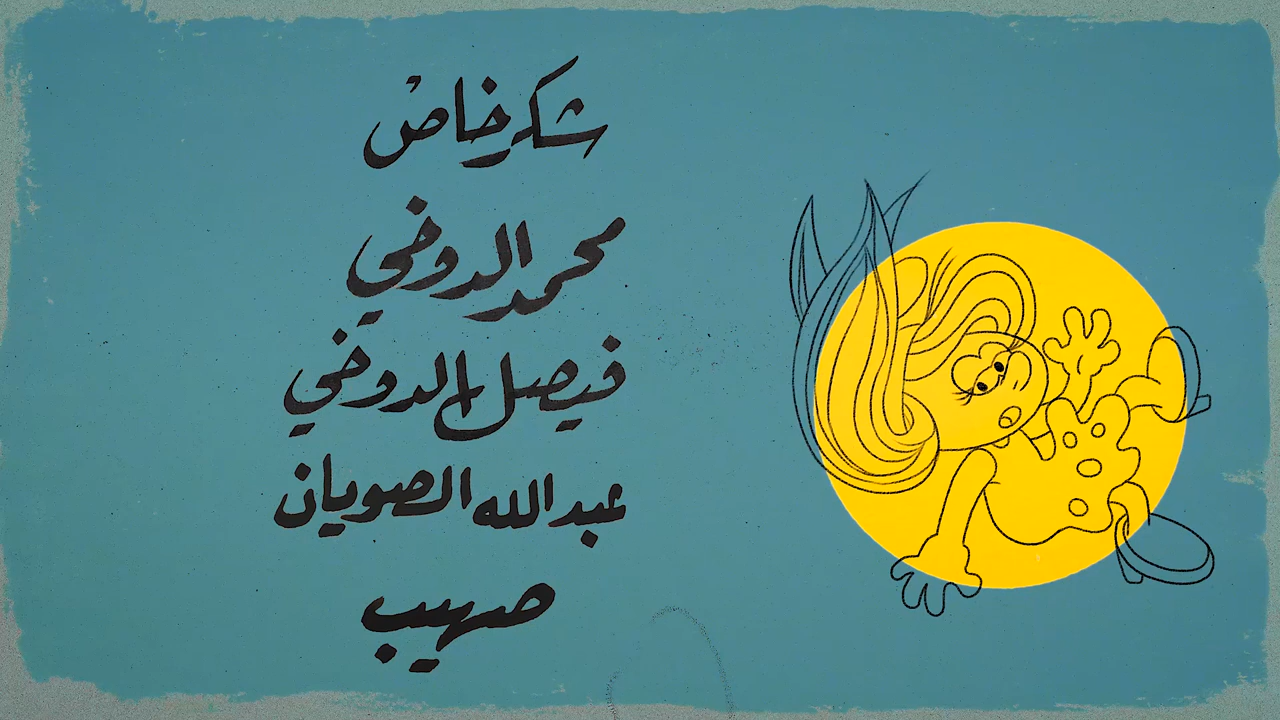 شكر خاص
محمد الدوخي
فيصل الدوخي
عبدالله الصويان
صهيب